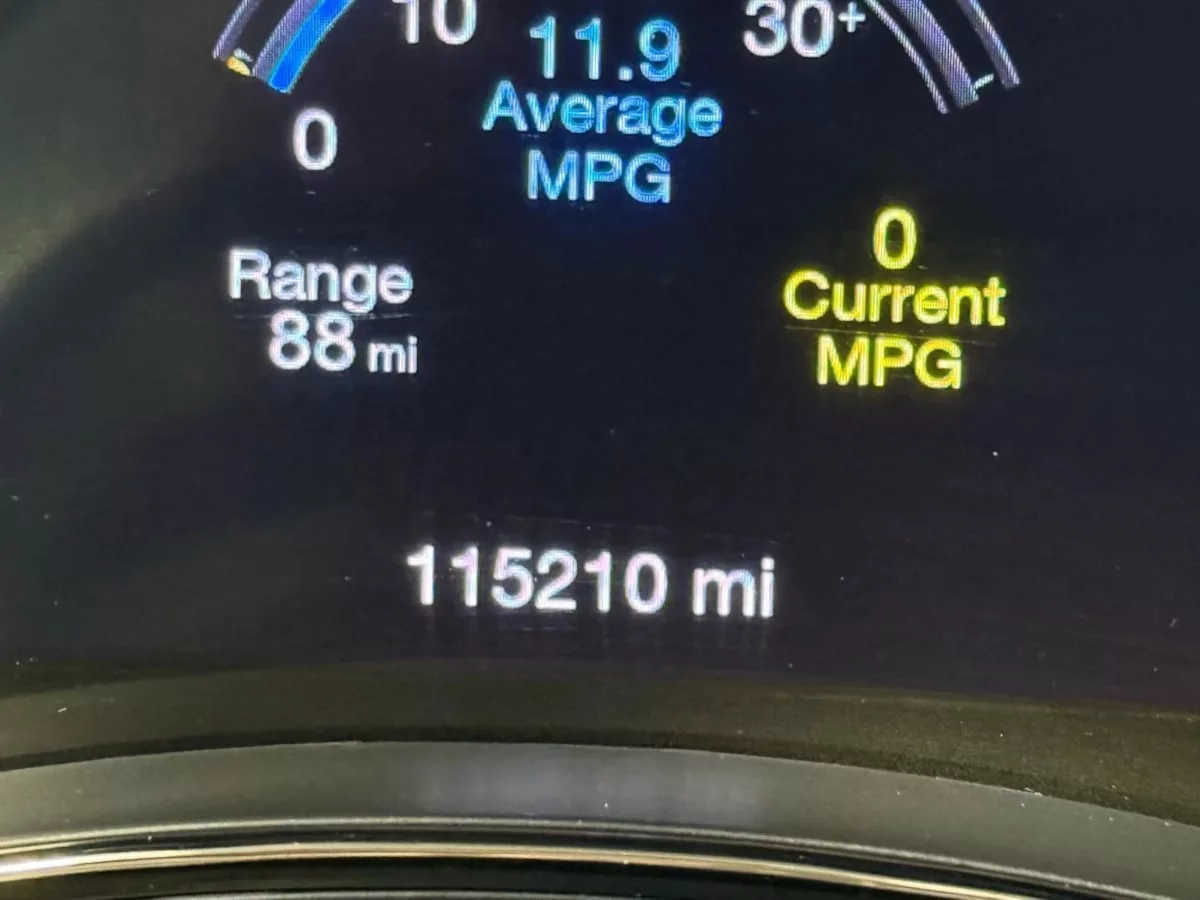 10
11.9
30+
Average
MPG
0
0
Current
MPG
Range
88 mi
115210 mi